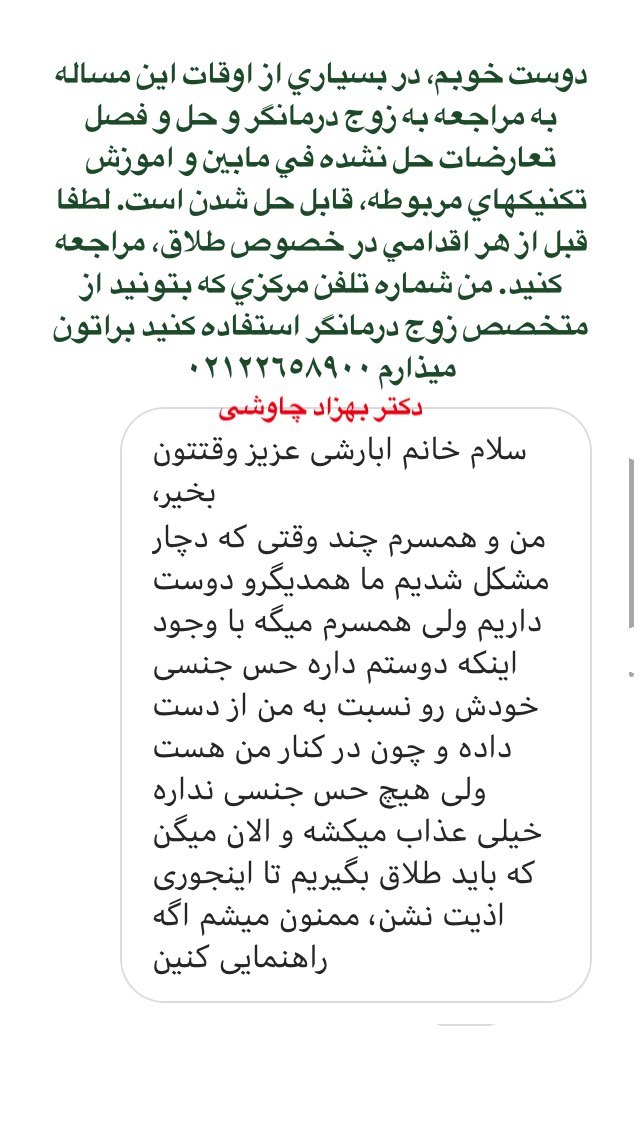 دوست خوبم، در بسياري از اوقات اين مساله
به مراجعه به زوج درمانگر و حل و فصل
تعارضات حل نشده في مابين و اموزش
تكنيكهاي مربوطه، قابل حل شدن است. لطفا
قبل از هر اقدامي در خصوص طلاق، مراجعه
كنيد. من شماره تلفن مركزي كه بتونيد از
متخصص زوج درمانگر استفاده كنيد براتون
ميذارم ٠٢١٢٢٦٥٨٩٠٠
دکتر بهزاد چاوشی
سلام خانم ابارشی عزیز وقتتون
بخیر،
من و همسرم چند وقتی که دچار
مشکل شدیم ما همدیگرو دوست
داریم ولی همسرم میگه با وجود
اینکه دوستم داره حس جنسی
خودش رو نسبت به من از دست
داده و چون در کنار من هست
ولی هیچ حس جنسی نداره
خیلی عذاب میکشه و الان میگن
که باید طلاق بگیریم تا اینجوری
اذیت نشن، ممنون میشم اگه
راهنمایی کنین